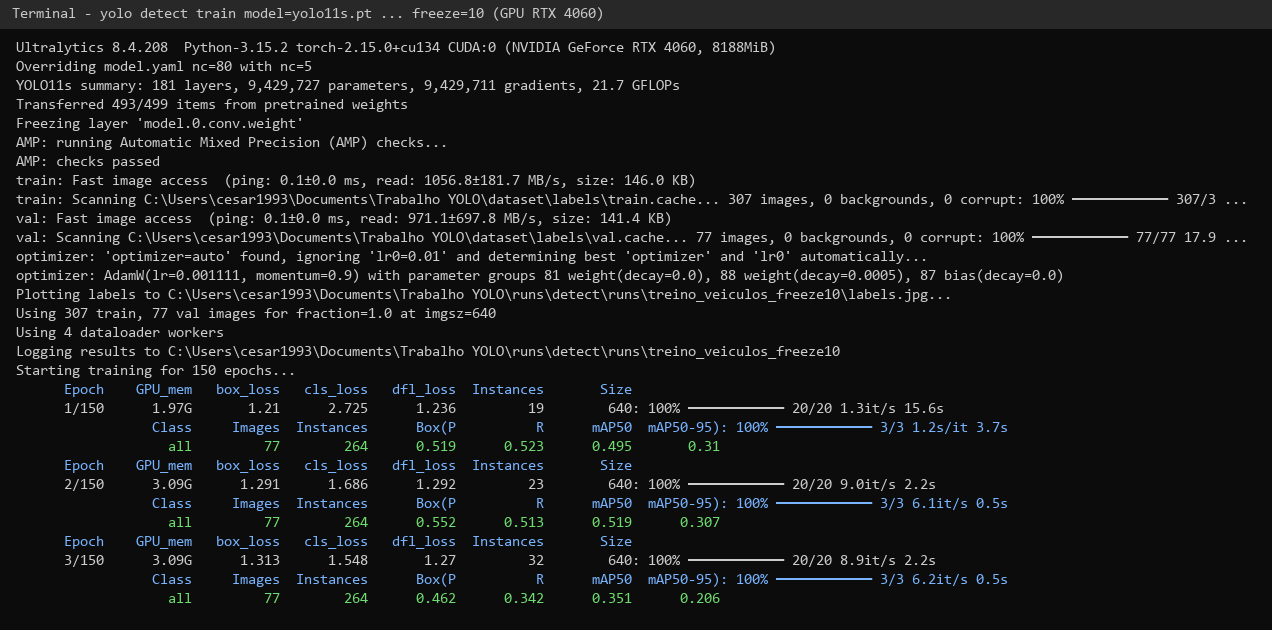 Terminal - yolo detect train model=yolo11s.pt ... freeze=10 (GPU RTX 4060)
Ultralytics 8.4.208  Python-3.15.2 torch-2.15.0+cu134 CUDA:0 (NVIDIA GeForce RTX 4060, 8188MiB)
Overriding model.yaml nc=80 with nc=5
YOLO11s summary: 181 layers, 9,429,727 parameters, 9,429,711 gradients, 21.7 GFLOPs
Transferred 493/499 items from pretrained weights
Freezing layer 'model.0.conv.weight'
AMP: running Automatic Mixed Precision (AMP) checks...
AMP: checks passed
train: Fast image access  (ping: 0.1±0.0 ms, read: 1056.8±181.7 MB/s, size: 146.0 KB)
train: Scanning C:\Users\cesar1993\Documents\Trabalho YOLO\dataset\labels\train.cache... 307 images, 0 backgrounds, 0 corrupt: 100% ━━━━━━━━━━━━ 307/3 ...
val: Fast image access  (ping: 0.1±0.0 ms, read: 971.1±697.8 MB/s, size: 141.4 KB)
val: Scanning C:\Users\cesar1993\Documents\Trabalho YOLO\dataset\labels\val.cache... 77 images, 0 backgrounds, 0 corrupt: 100% ━━━━━━━━━━━━ 77/77 17.9 ...
optimizer: 'optimizer=auto' found, ignoring 'lr0=0.01' and determining best 'optimizer' and 'lr0' automatically...
optimizer: AdamW(lr=0.001111, momentum=0.9) with parameter groups 81 weight(decay=0.0), 88 weight(decay=0.0005), 87 bias(decay=0.0)
Plotting labels to C:\Users\cesar1993\Documents\Trabalho YOLO\runs\detect\runs\treino_veiculos_freeze10\labels.jpg...
Using 307 train, 77 val images for fraction=1.0 at imgsz=640
Using 4 dataloader workers
Logging results to C:\Users\cesar1993\Documents\Trabalho YOLO\runs\detect\runs\treino_veiculos_freeze10
Starting training for 150 epochs...
Epoch    GPU_mem   box_loss   cls_loss   dfl_loss  Instances       Size
1/150      1.97G       1.21      2.725      1.236         19        640: 100% ━━━━━━━━━━━━ 20/20 1.3it/s 15.6s
Class     Images  Instances      Box(P          R      mAP50  mAP50-95): 100% ━━━━━━━━━━━━ 3/3 1.2s/it 3.7s
all         77        264      0.519      0.523      0.495       0.31
Epoch    GPU_mem   box_loss   cls_loss   dfl_loss  Instances       Size
2/150      3.09G      1.291      1.686      1.292         23        640: 100% ━━━━━━━━━━━━ 20/20 9.0it/s 2.2s
Class     Images  Instances      Box(P          R      mAP50  mAP50-95): 100% ━━━━━━━━━━━━ 3/3 6.1it/s 0.5s
all         77        264      0.552      0.513      0.519      0.307
Epoch    GPU_mem   box_loss   cls_loss   dfl_loss  Instances       Size
3/150      3.09G      1.313      1.548       1.27         32        640: 100% ━━━━━━━━━━━━ 20/20 8.9it/s 2.2s
Class     Images  Instances      Box(P          R      mAP50  mAP50-95): 100% ━━━━━━━━━━━━ 3/3 6.2it/s 0.5s
all         77        264      0.462      0.342      0.351      0.206